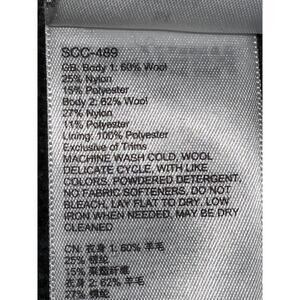 SCC-489
GB: Body 1: 60% Wool
25% Nylon
15% Polyester
Body 2: 62% Wool
27% Nylon
11% Polyester
Lining: 100% Polyester
Exclusive of Trims
MACHINE WASH COLD, WOOL
DELICATE CYCLE, WITH LIKE
COLORS, POWDERED DETERGENT,
NO FABRIC SOFTENERS, DO NOT
BLEACH, LAY FLAT TO DRY, LOW
IRON WHEN NEEDED, MAY BE DRY
CLEANED
CN: 衣身 1: 60% 羊毛
25% 锦纶
15% 聚酯纤维
衣身 2: 62% 羊毛
27% 锦纶